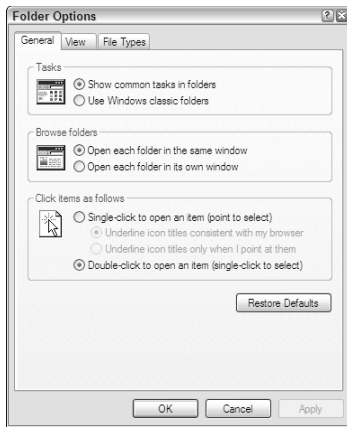 Folder Options
General View File Types
Tasks
Show common tasks in folders
Use Windows classic folders
Browse folders
Open each folder in the same window
Open each folder in its own window
Click items as follows
Single-click to open an item (point to select)
Underline icon titles consistent with my browser
Underline icon titles only when I point at them
Double-click to open an item (single-click to select)
Restore Defaults
OK Cancel Apply